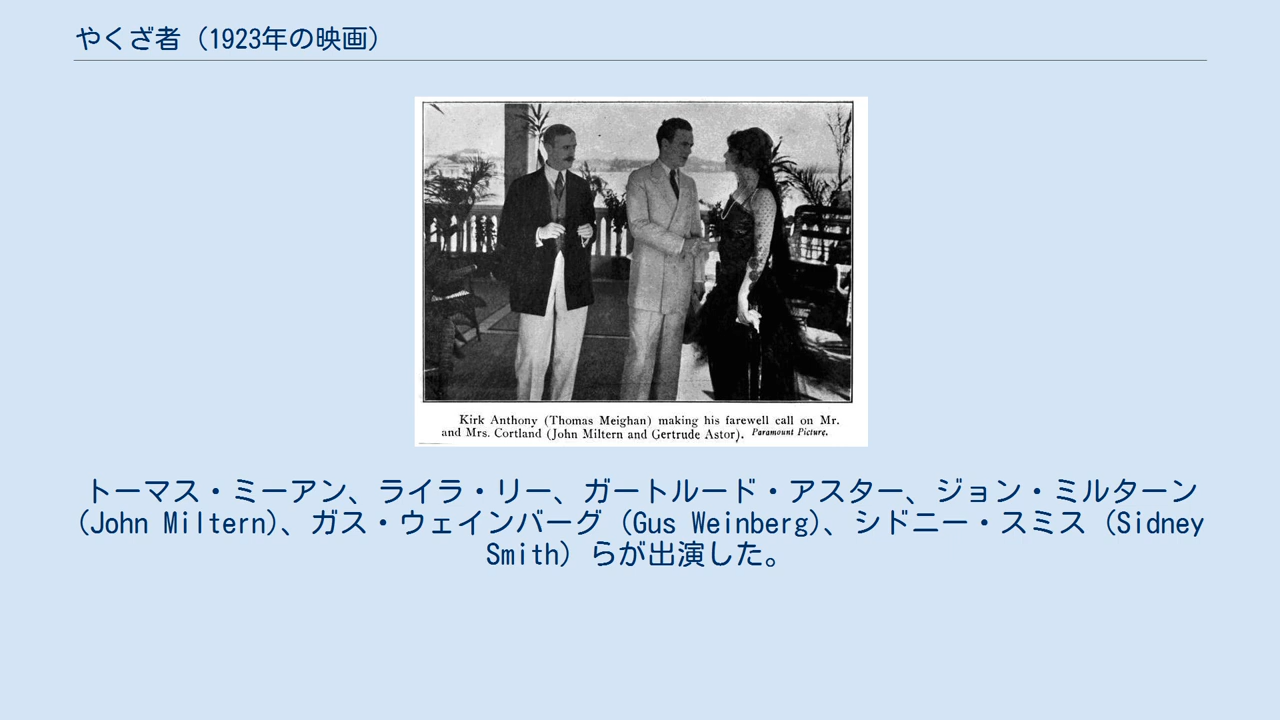 やくざ者（1923年の映画）
Kirk Anthony (Thomas Meighan) making his farewell call on Mr.
and Mrs. Cortland (John Miltern and Gertrude Astor). Paramount Picture.
トーマス・ミーアン、ライラ・リー、ガートルード・アスター、ジョン・ミルターン
（John Miltern）、ガス・ウェインバーグ（Gus Weinberg）、シドニー・スミス（Sidney
Smith）らが出演した。